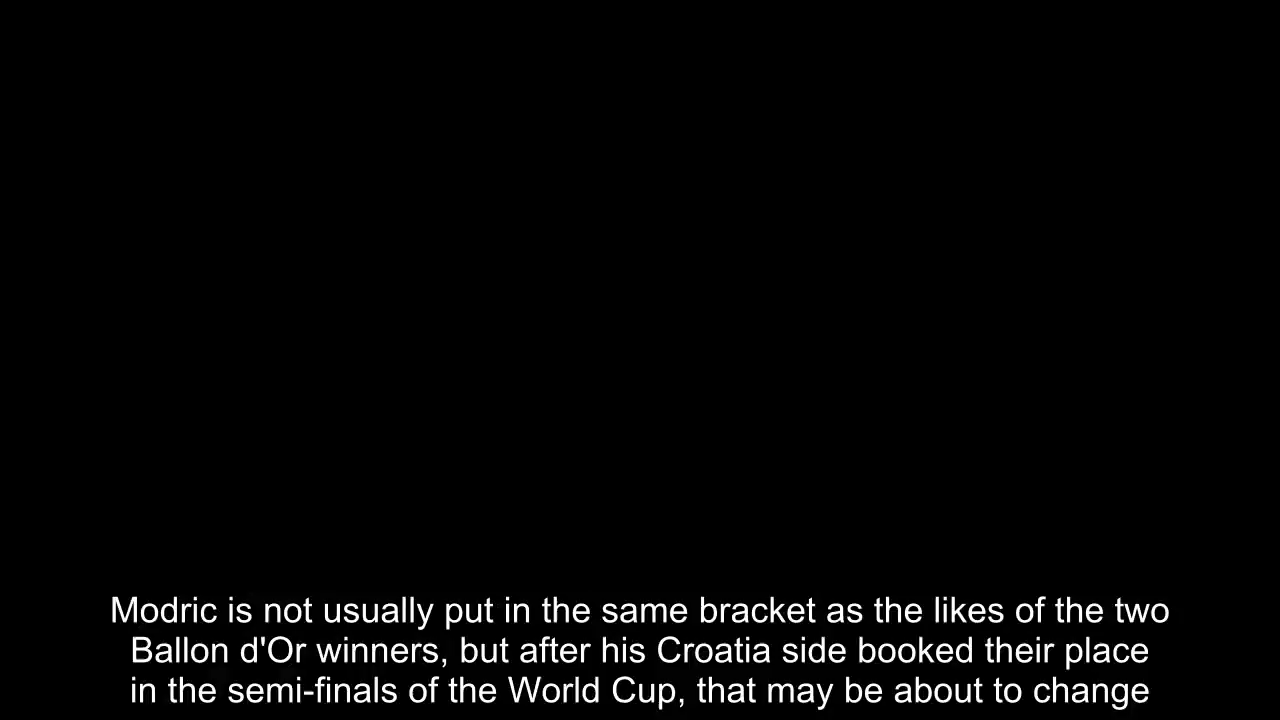 Modric is not usually put in the same bracket as the likes of the two
Ballon d'Or winners, but after his Croatia side booked their place
in the semi-finals of the World Cup, that may be about to change